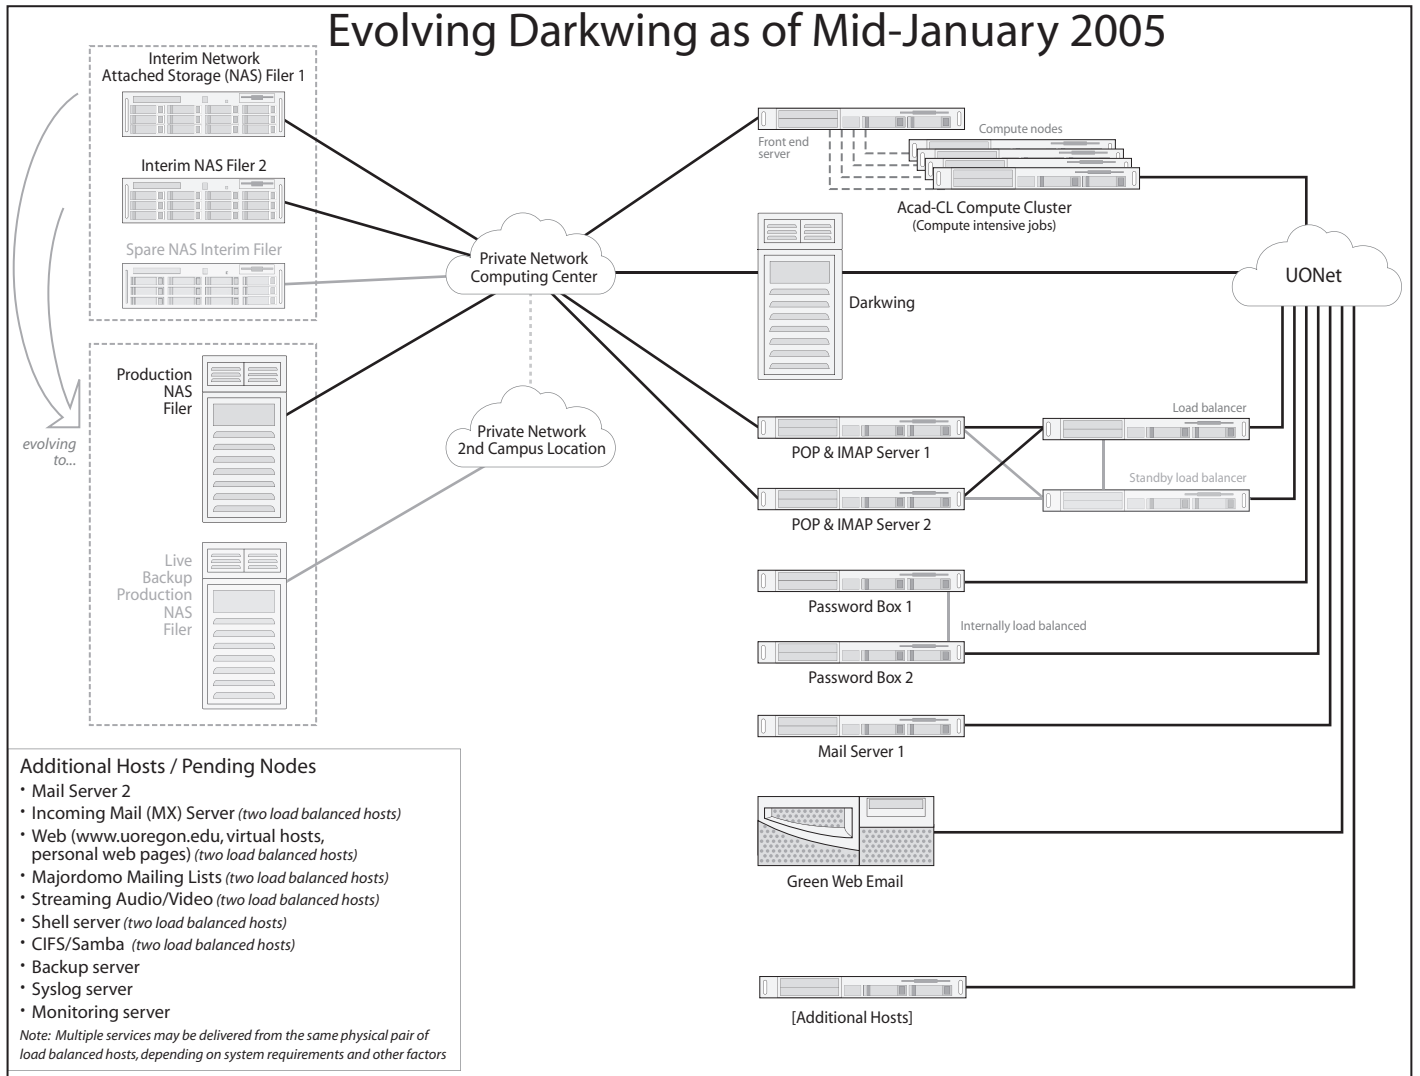 Evolving Darkwing as of Mid-January 2005
Interim Network
Attached Storage (NAS) Filer 1
Interim NAS Filer 2
Spare NAS Interim Filer
evolving
to...
Production
NAS
Filer
Live
Backup
Production
NAS
Filer
Private Network
Computing Center
Private Network
2nd Campus Location
Front end
server
Compute nodes
Acad-CL Compute Cluster
(Compute intensive jobs)
Darkwing
UONet
POP & IMAP Server 1
Load balancer
Standby load balancer
POP & IMAP Server 2
Password Box 1
Internally load balanced
Password Box 2
Mail Server 1
Green Web Email
[Additional Hosts]
Additional Hosts / Pending Nodes
• Mail Server 2
• Incoming Mail (MX) Server (two load balanced hosts)
• Web (www.uoregon.edu, virtual hosts,
personal web pages) (two load balanced hosts)
• Majordomo Mailing Lists (two load balanced hosts)
• Streaming Audio/Video (two load balanced hosts)
• Shell server (two load balanced hosts)
• CIFS/Samba (two load balanced hosts)
• Backup server
• Syslog server
• Monitoring server
Note: Multiple services may be delivered from the same physical pair of
load balanced hosts, depending on system requirements and other factors